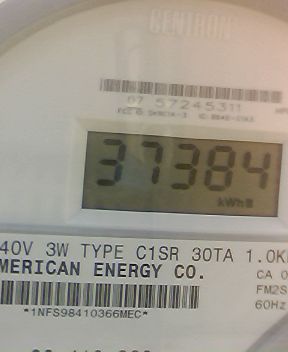 CENTRON
07 57245311
37384
kWh
40V 3W TYPE C1SR 30TA 1.0K
MERICAN ENERGY CO.
CA 0
FM2S
60Hz
*1NFS98410366MEC*